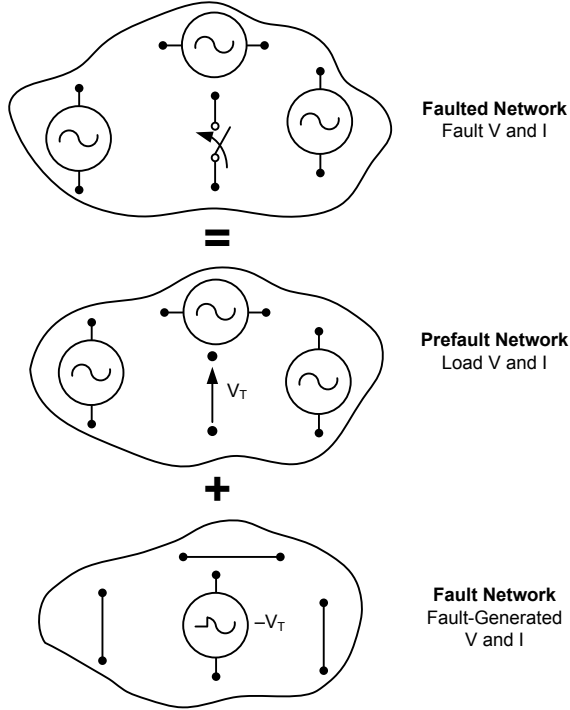 Faulted Network
Fault V and I
=
Prefault Network
Load V and I
V_T
+
Fault Network
Fault-Generated
V and I
–V_T